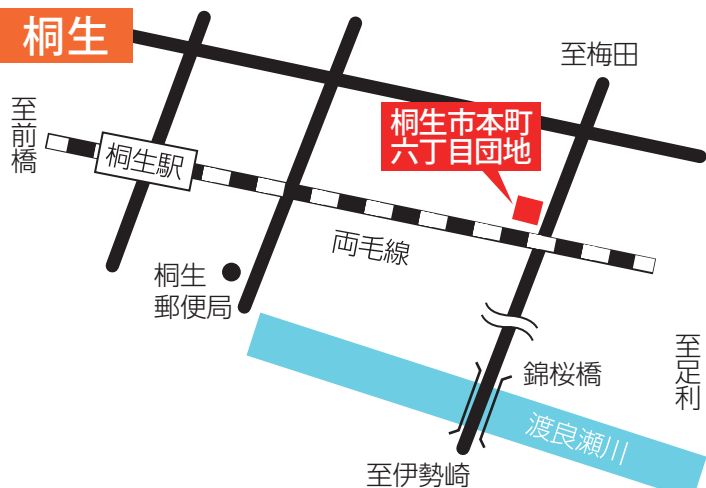 桐生
至梅田
至前橋
桐生市本町
六丁目団地
桐生駅
両毛線
桐生
郵便局
至足利
錦桜橋
渡良瀬川
至伊勢崎